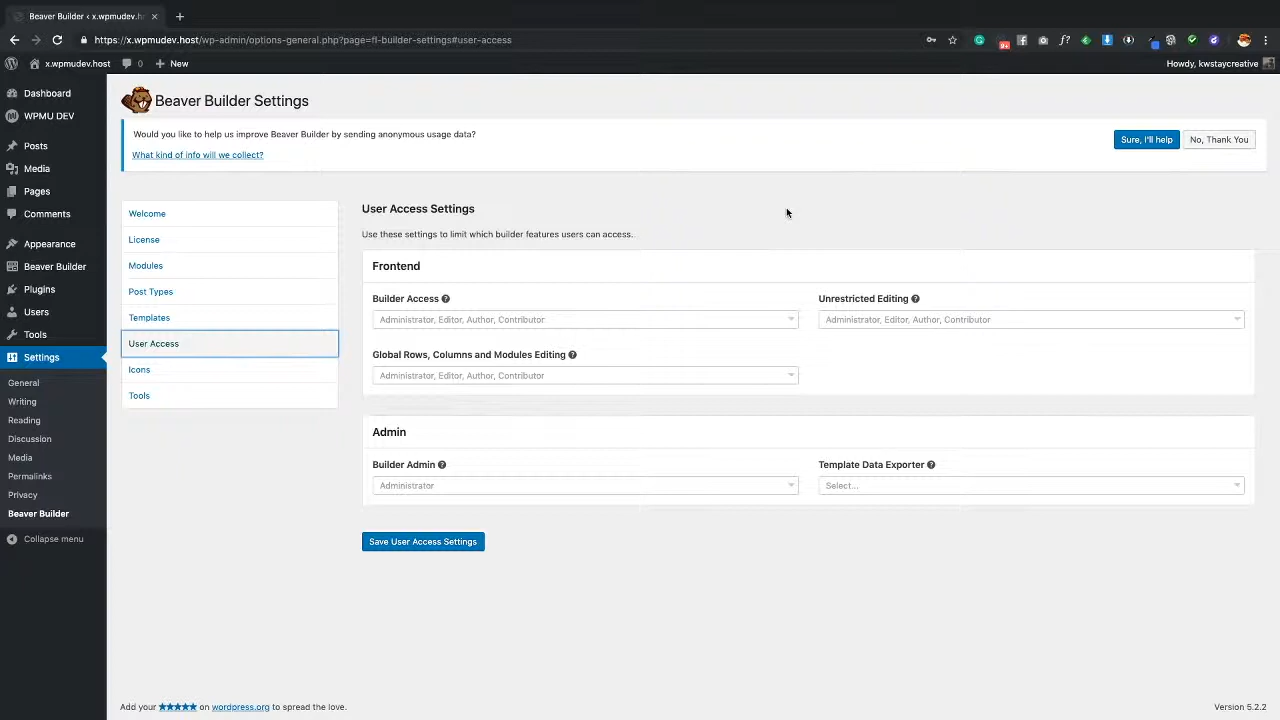 Beaver Builder < x.wpmudev.h
https://x.wpmudev.host/wp-admin/options-general.php?page=fl-builder-settings#user-access
x.wpmudev.host 0 New Howdy, kwstaycreative
Dashboard
WPMU DEV
Posts
Media
Pages
Comments
Appearance
Beaver Builder
Plugins
Users
Tools
Settings
General
Writing
Reading
Discussion
Media
Permalinks
Privacy
Beaver Builder
Collapse menu
Beaver Builder Settings
Would you like to help us improve Beaver Builder by sending anonymous usage data?
What kind of info will we collect?
Sure, I'll help No, Thank You
Welcome
License
Modules
Post Types
Templates
User Access
Icons
Tools
User Access Settings
Use these settings to limit which builder features users can access.
Frontend
Builder Access Unrestricted Editing
Administrator, Editor, Author, Contributor Administrator, Editor, Author, Contributor
Global Rows, Columns and Modules Editing
Administrator, Editor, Author, Contributor
Admin
Builder Admin Template Data Exporter
Administrator Select...
Save User Access Settings
Add your ★★★★★ on wordpress.org to spread the love. Version 5.2.2